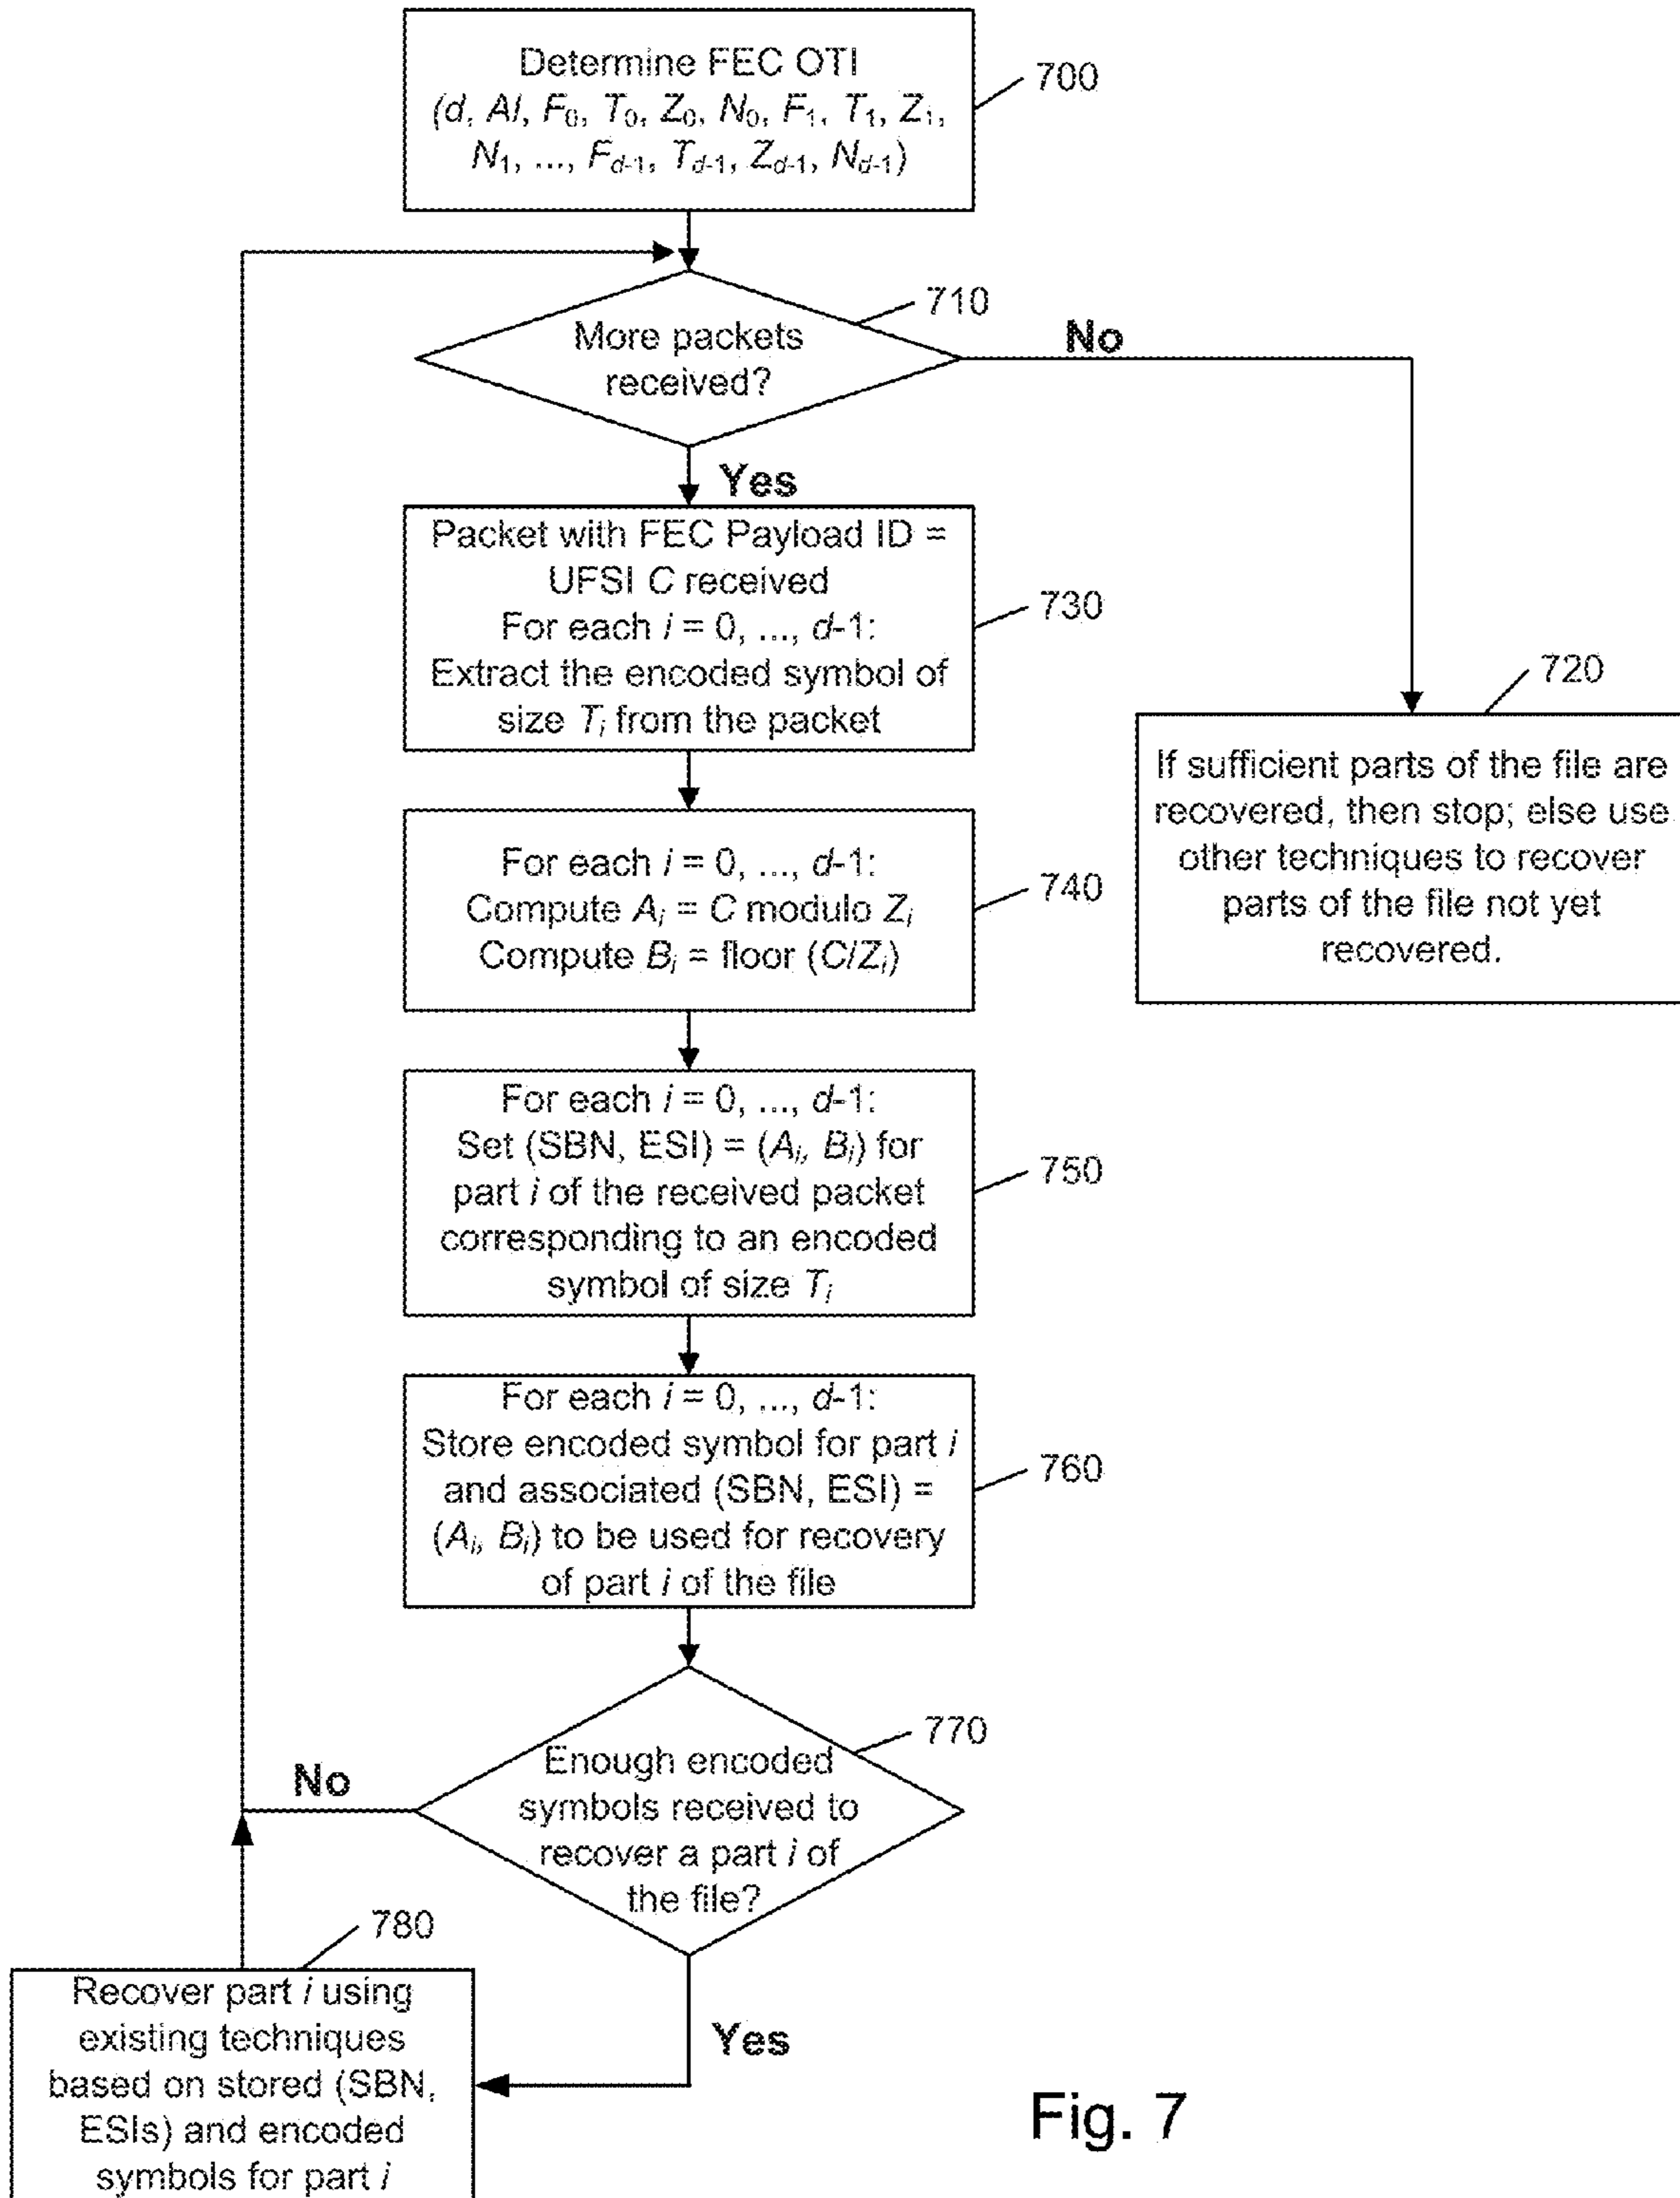 Determine FEC OTI
(d, Al, F₀, T₀, Z₀, N₀, F₁, T₁, Z₁,
N₁, ..., F_{d-1}, T_{d-1}, Z_{d-1}, N_{d-1})
700
710
More packets
received?
No
Yes
Packet with FEC Payload ID =
UFSI C received
For each i = 0, ..., d-1:
Extract the encoded symbol of
size Tᵢ from the packet
730
720
If sufficient parts of the file are
recovered, then stop; else use
other techniques to recover
parts of the file not yet
recovered.
For each i = 0, ..., d-1:
Compute Aᵢ = C modulo Zᵢ
Compute Bᵢ = floor (C/Zᵢ)
740
For each i = 0, ..., d-1:
Set (SBN, ESI) = (Aᵢ, Bᵢ) for
part i of the received packet
corresponding to an encoded
symbol of size Tᵢ
750
For each i = 0, ..., d-1:
Store encoded symbol for part i
and associated (SBN, ESI) =
(Aᵢ, Bᵢ) to be used for recovery
of part i of the file
760
770
Enough encoded
symbols received to
recover a part i of
the file?
No
Yes
780
Recover part i using
existing techniques
based on stored (SBN,
ESIs) and encoded
symbols for part i
Fig. 7